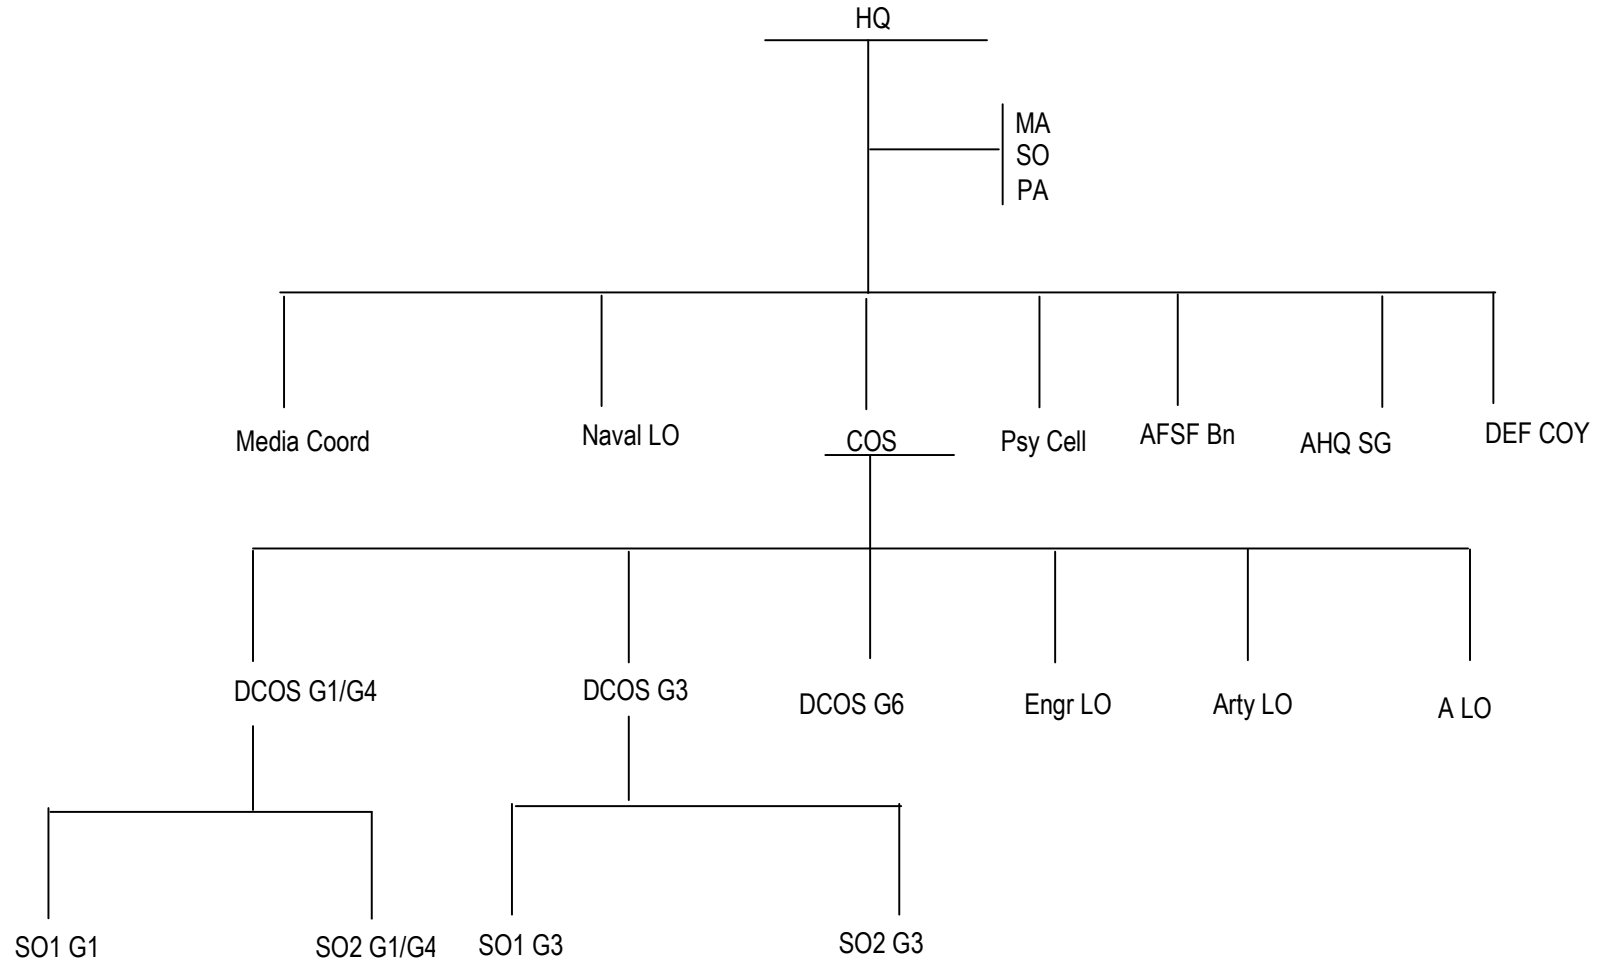 HQ
MA
SO
PA
Media Coord
Naval LO
COS
Psy Cell
AFSF Bn
AHQ SG
DEF COY
DCOS G1/G4
DCOS G3
DCOS G6
Engr LO
Arty LO
A LO
SO1 G1
SO2 G1/G4
SO1 G3
SO2 G3